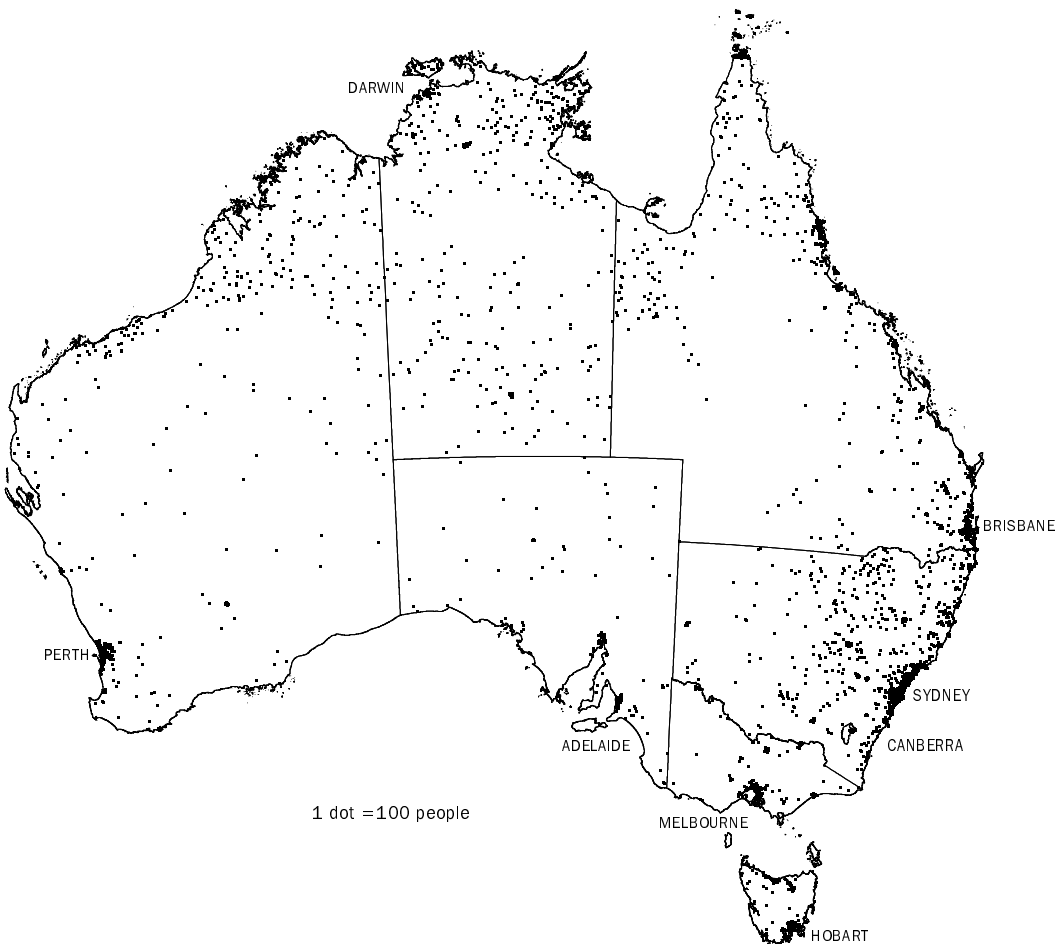 DARWIN
BRISBANE
PERTH
SYDNEY
ADELAIDE
CANBERRA
1 dot =100 people
MELBOURNE
HOBART